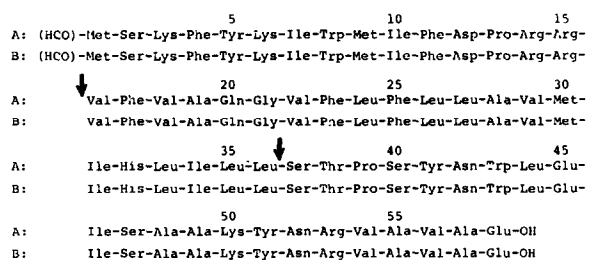 5 10 15
A: (HCO)-Met-Ser-Lys-Phe-Tyr-Lys-Ile-Trp-Met-Ile-Phe-Asp-Pro-Arg-Arg-
B: (HCO)-Met-Ser-Lys-Phe-Tyr-Lys-Ile-Trp-Met-Ile-Phe-Asp-Pro-Arg-Arg-
20 25 30
A: Val-Phe-Val-Ala-Gln-Gly-Val-Phe-Leu-Phe-Leu-Leu-Ala-Val-Met-
B: Val-Phe-Val-Ala-Gln-Gly-Val-Phe-Leu-Phe-Leu-Leu-Ala-Val-Met-
35 40 45
A: Ile-His-Leu-Ile-Leu-Leu-Ser-Thr-Pro-Ser-Tyr-Asn-Trp-Leu-Glu-
B: Ile-His-Leu-Ile-Leu-Leu-Ser-Thr-Pro-Ser-Tyr-Asn-Trp-Leu-Glu-
50 55
A: Ile-Ser-Ala-Ala-Lys-Tyr-Asn-Arg-Val-Ala-Val-Ala-Glu-OH
B: Ile-Ser-Ala-Ala-Lys-Tyr-Asn-Arg-Val-Ala-Val-Ala-Glu-OH